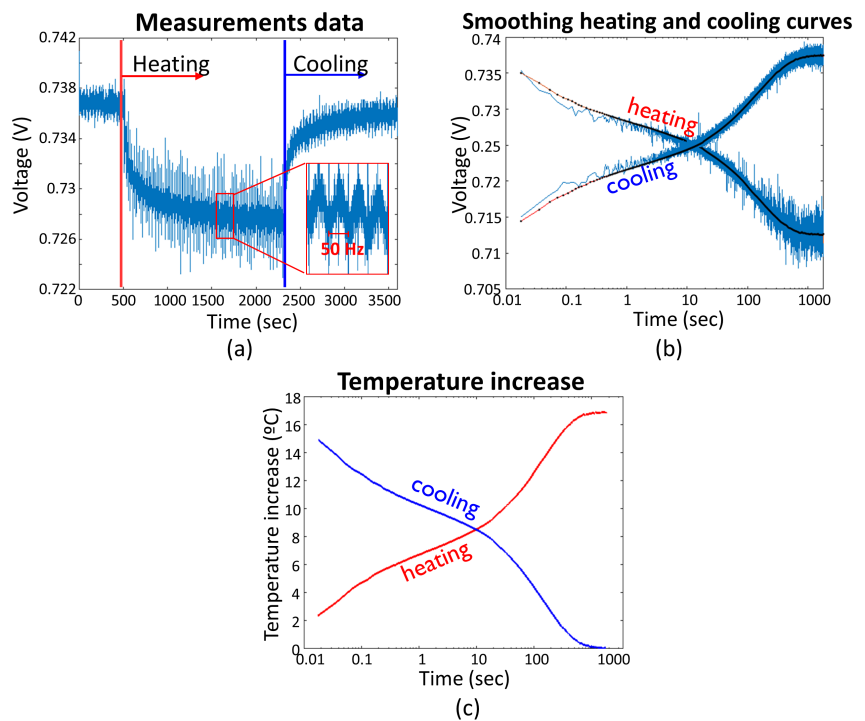 Measurements data
0.742
0.738
0.734
0.73
0.726
0.722
Voltage (V)
Heating
Cooling
50 Hz
0 500 1000 1500 2000 2500 3000 3500
Time (sec)
(a)
Smoothing heating and cooling curves
0.74
0.735
0.73
0.25
0.72
0.715
0.71
0.705
Voltage (V)
heating
cooling
0.01 0.1 1 10 100 1000
Time (sec)
(b)
Temperature increase
18
16
14
12
10
8
6
4
2
0
Temperature increase (ºC)
cooling
heating
0.01 0.1 1 10 100 1000
Time (sec)
(c)